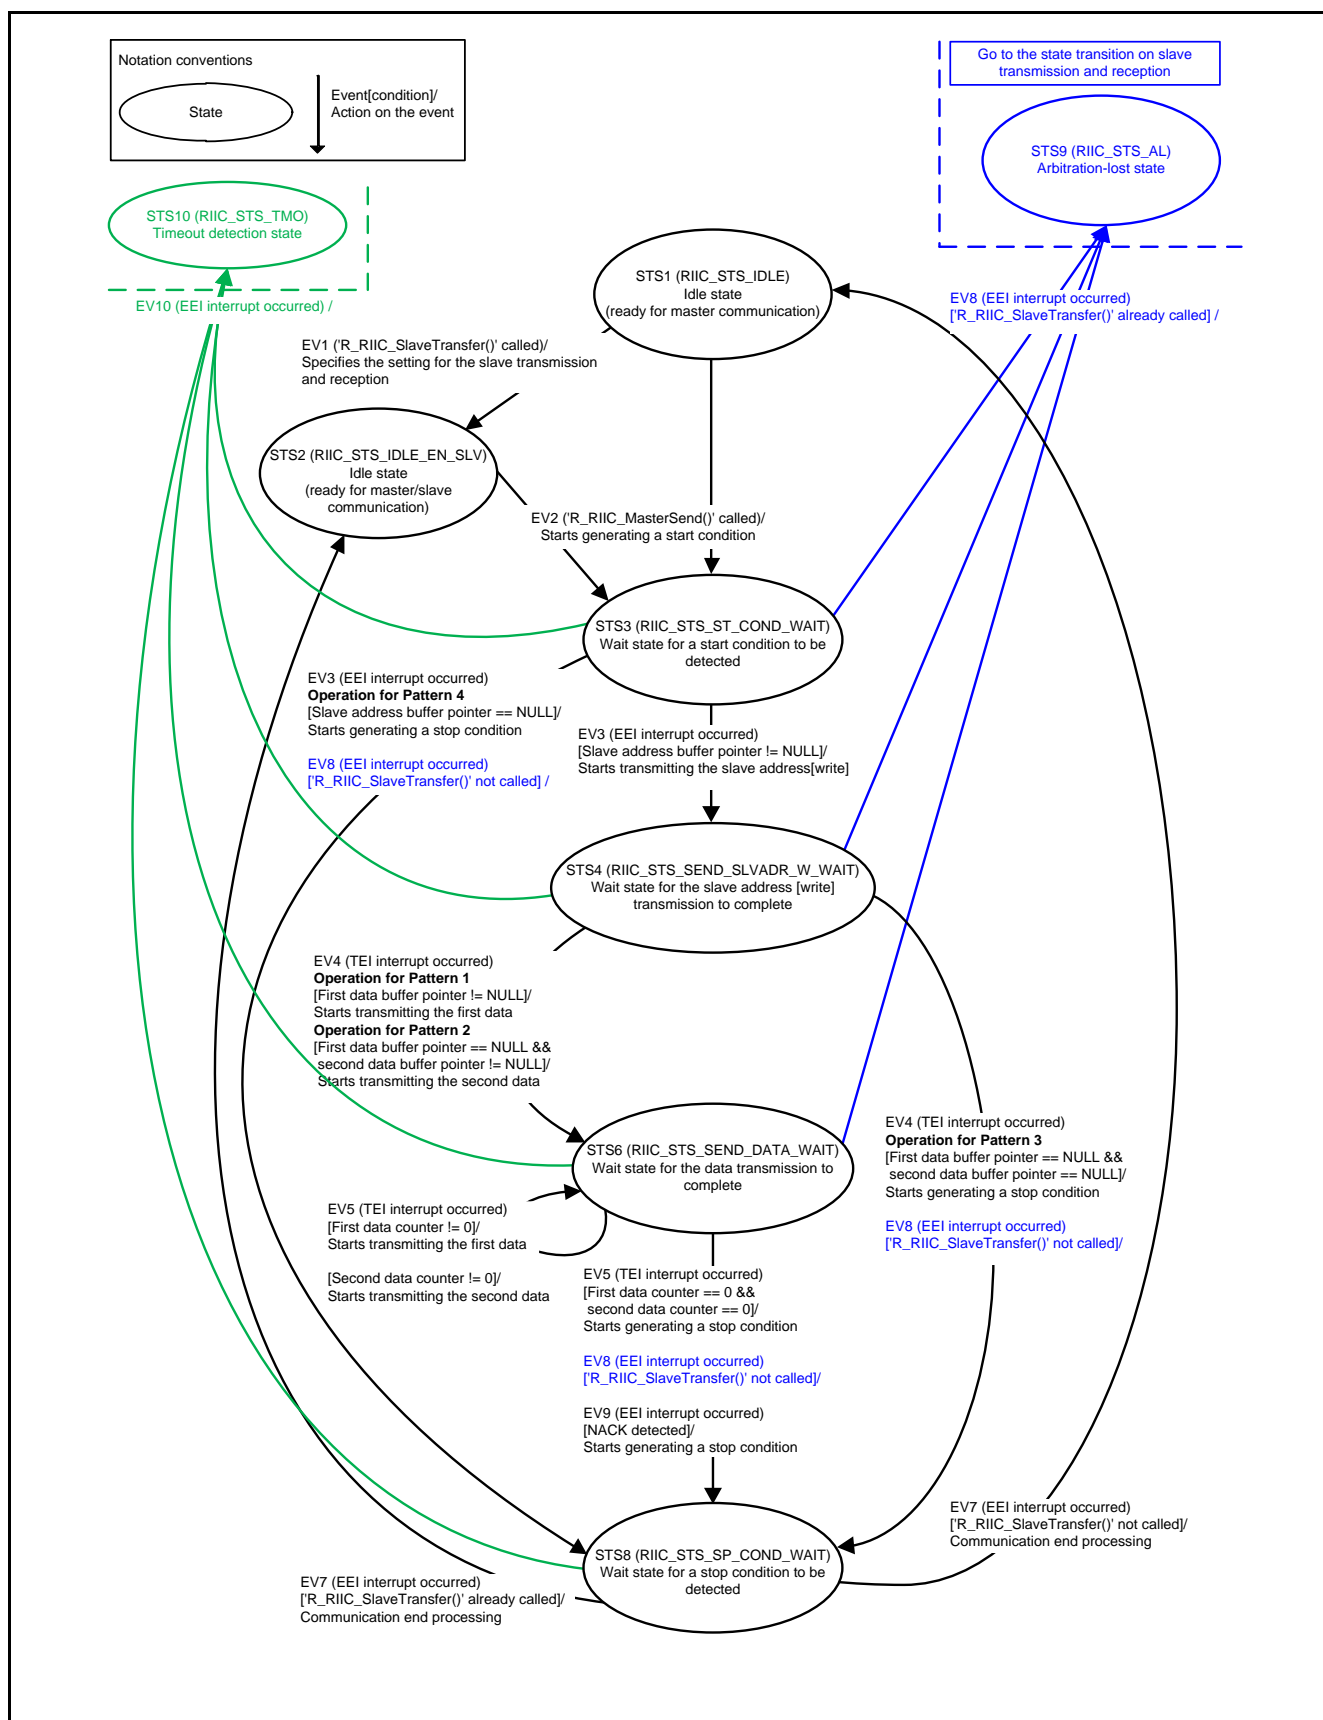 Notation conventions
State
Event[condition]/
Action on the event
Go to the state transition on slave
transmission and reception
STS9 (RIIC_STS_AL)
Arbitration-lost state
STS10 (RIIC_STS_TMO)
Timeout detection state
EV10 (EEI interrupt occurred) /
STS1 (RIIC_STS_IDLE)
Idle state
(ready for master communication)
EV8 (EEI interrupt occurred)
['R_RIIC_SlaveTransfer()' already called] /
EV1 ('R_RIIC_SlaveTransfer()' called)/
Specifies the setting for the slave transmission
and reception
STS2 (RIIC_STS_IDLE_EN_SLV)
Idle state
(ready for master/slave
communication)
EV2 ('R_RIIC_MasterSend()' called)/
Starts generating a start condition
STS3 (RIIC_STS_ST_COND_WAIT)
Wait state for a start condition to be
detected
EV3 (EEI interrupt occurred)
Operation for Pattern 4
[Slave address buffer pointer == NULL]/
Starts generating a stop condition
EV8 (EEI interrupt occurred)
['R_RIIC_SlaveTransfer()' not called] /
EV3 (EEI interrupt occurred)
[Slave address buffer pointer != NULL]/
Starts transmitting the slave address[write]
STS4 (RIIC_STS_SEND_SLVADR_W_WAIT)
Wait state for the slave address [write]
transmission to complete
EV4 (TEI interrupt occurred)
Operation for Pattern 1
[First data buffer pointer != NULL]/
Starts transmitting the first data
Operation for Pattern 2
[First data buffer pointer == NULL &&
second data buffer pointer != NULL]/
Starts transmitting the second data
EV4 (TEI interrupt occurred)
Operation for Pattern 3
[First data buffer pointer == NULL &&
second data buffer pointer == NULL]/
Starts generating a stop condition
EV8 (EEI interrupt occurred)
['R_RIIC_SlaveTransfer()' not called]/
STS6 (RIIC_STS_SEND_DATA_WAIT)
Wait state for the data transmission to
complete
EV5 (TEI interrupt occurred)
[First data counter != 0]/
Starts transmitting the first data
[Second data counter != 0]/
Starts transmitting the second data
EV5 (TEI interrupt occurred)
[First data counter == 0 &&
second data counter == 0]/
Starts generating a stop condition
EV8 (EEI interrupt occurred)
['R_RIIC_SlaveTransfer()' not called]/
EV9 (EEI interrupt occurred)
[NACK detected]/
Starts generating a stop condition
EV7 (EEI interrupt occurred)
['R_RIIC_SlaveTransfer()' not called]/
Communication end processing
STS8 (RIIC_STS_SP_COND_WAIT)
Wait state for a stop condition to be
detected
EV7 (EEI interrupt occurred)
['R_RIIC_SlaveTransfer()' already called]/
Communication end processing